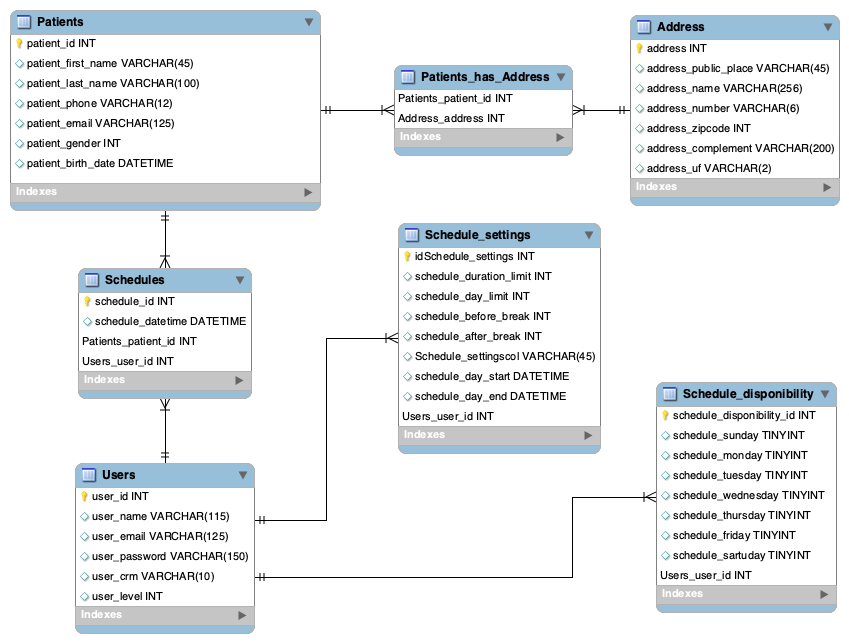 Patients
patient_id INT
patient_first_name VARCHAR(45)
patient_last_name VARCHAR(100)
patient_phone VARCHAR(12)
patient_email VARCHAR(125)
patient_gender INT
patient_birth_date DATETIME
Indexes
Patients_has_Address
Patients_patient_id INT
Address_address INT
Indexes
Address
address INT
address_public_place VARCHAR(45)
address_name VARCHAR(256)
address_number VARCHAR(6)
address_zipcode INT
address_complement VARCHAR(200)
address_uf VARCHAR(2)
Indexes
Schedules
schedule_id INT
schedule_datetime DATETIME
Patients_patient_id INT
Users_user_id INT
Indexes
Schedule_settings
idSchedule_settings INT
schedule_duration_limit INT
schedule_day_limit INT
schedule_before_break INT
schedule_after_break INT
Schedule_settingscol VARCHAR(45)
schedule_day_start DATETIME
schedule_day_end DATETIME
Users_user_id INT
Indexes
Users
user_id INT
user_name VARCHAR(115)
user_email VARCHAR(125)
user_password VARCHAR(150)
user_crm VARCHAR(10)
user_level INT
Indexes
Schedule_disponibility
schedule_disponibility_id INT
schedule_sunday TINYINT
schedule_monday TINYINT
schedule_tuesday TINYINT
schedule_wednesday TINYINT
schedule_thursday TINYINT
schedule_friday TINYINT
schedule_sartuday TINYINT
Users_user_id INT
Indexes